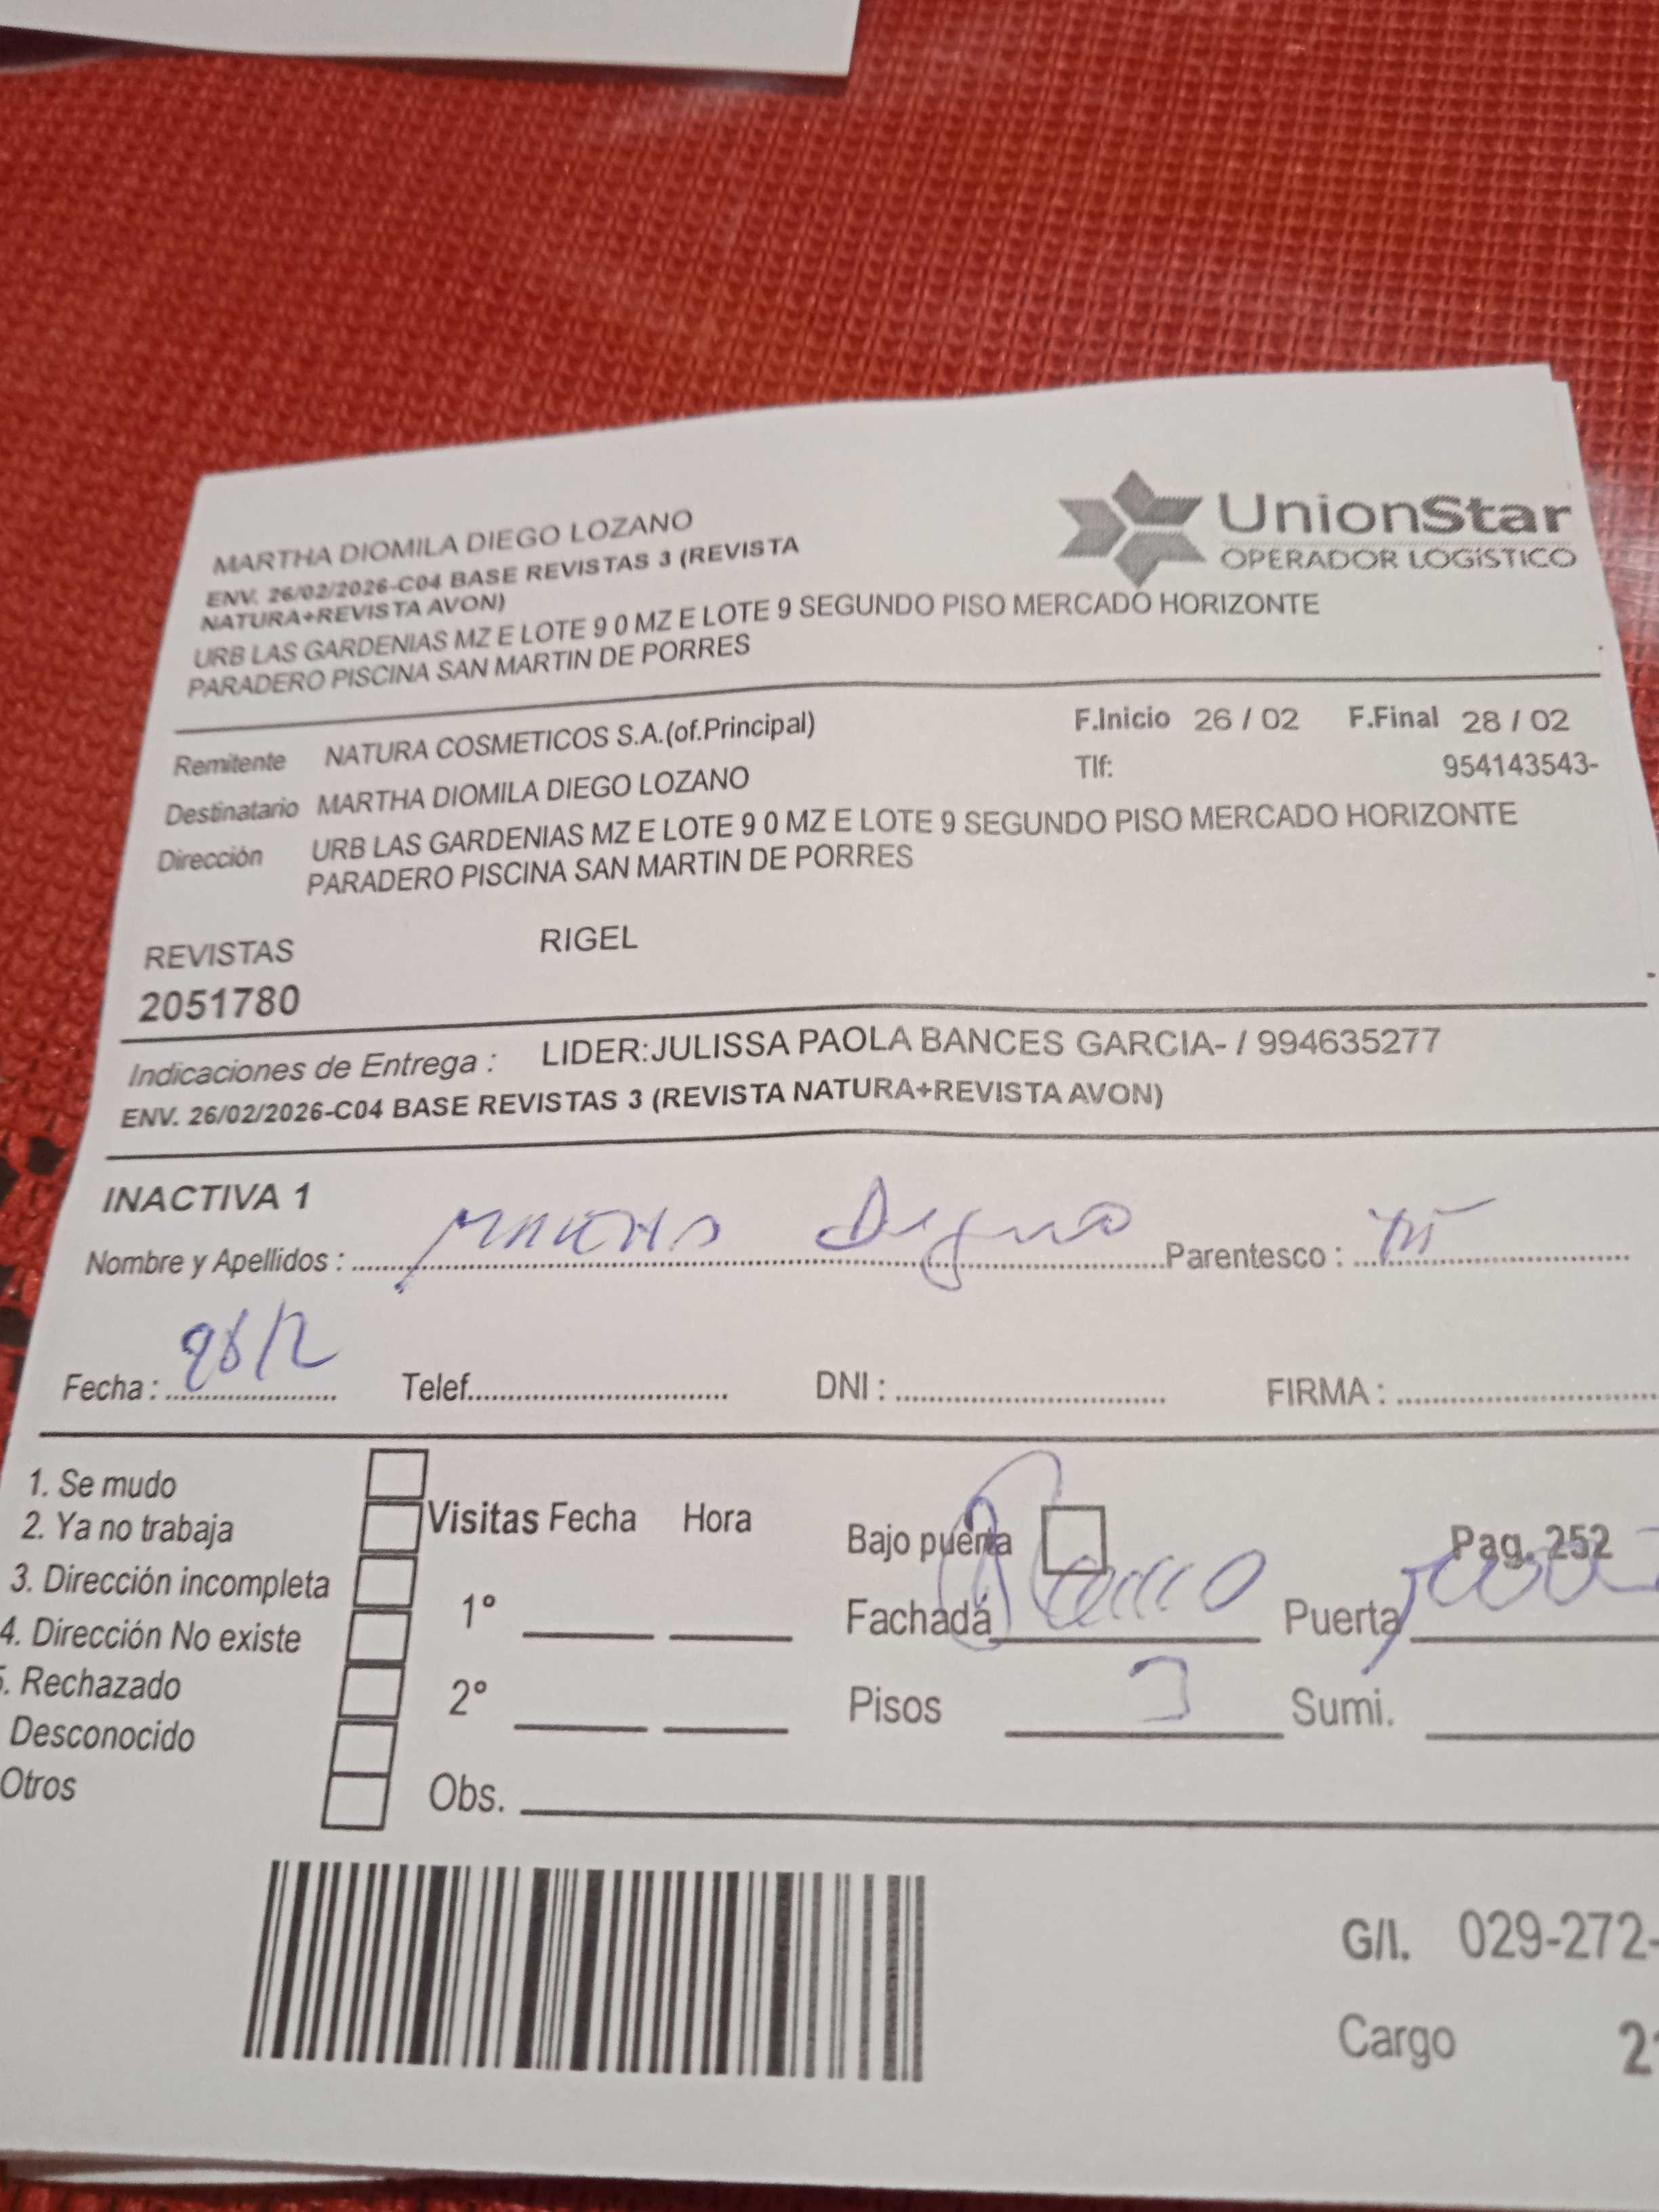 MARTHA DIOMILA DIEGO LOZANO
ENV. 26/02/2026-C04 BASE REVISTAS 3 (REVISTA
NATURA+REVISTA AVON)
URB LAS GARDENIAS MZ E LOTE 9 0 MZ E LOTE 9 SEGUNDO PISO MERCADO HORIZONTE
PARADERO PISCINA SAN MARTIN DE PORRES
UnionStar
OPERADOR LOGÍSTICO
Remitente NATURA COSMETICOS S.A.(of.Principal)
F.Inicio 26 / 02 F.Final 28 / 02
Destinatario MARTHA DIOMILA DIEGO LOZANO
Tlf: 954143543-
Dirección URB LAS GARDENIAS MZ E LOTE 9 0 MZ E LOTE 9 SEGUNDO PISO MERCADO HORIZONTE
PARADERO PISCINA SAN MARTIN DE PORRES
REVISTAS RIGEL
2051780
Indicaciones de Entrega : LIDER:JULISSA PAOLA BANCES GARCIA- / 994635277
ENV. 26/02/2026-C04 BASE REVISTAS 3 (REVISTA NATURA+REVISTA AVON)
INACTIVA 1
Nombre y Apellidos : Parentesco :
Fecha : Telef. DNI : FIRMA :
1. Se mudo
2. Ya no trabaja
3. Dirección incompleta
4. Dirección No existe
5. Rechazado
Desconocido
Otros
Visitas Fecha Hora
1°
2°
Obs.
Bajo puerta Pag. 252
Fachada Puerta
Pisos 3 Sumi.
G/I. 029-272-
Cargo 2